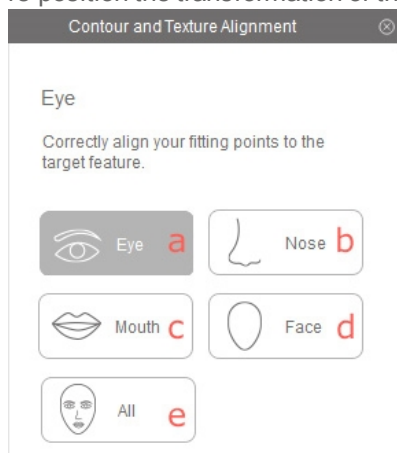 Contour and Texture Alignment
Eye
Correctly align your fitting points to the
target feature.
Eye a Nose b
Mouth c Face d
All e